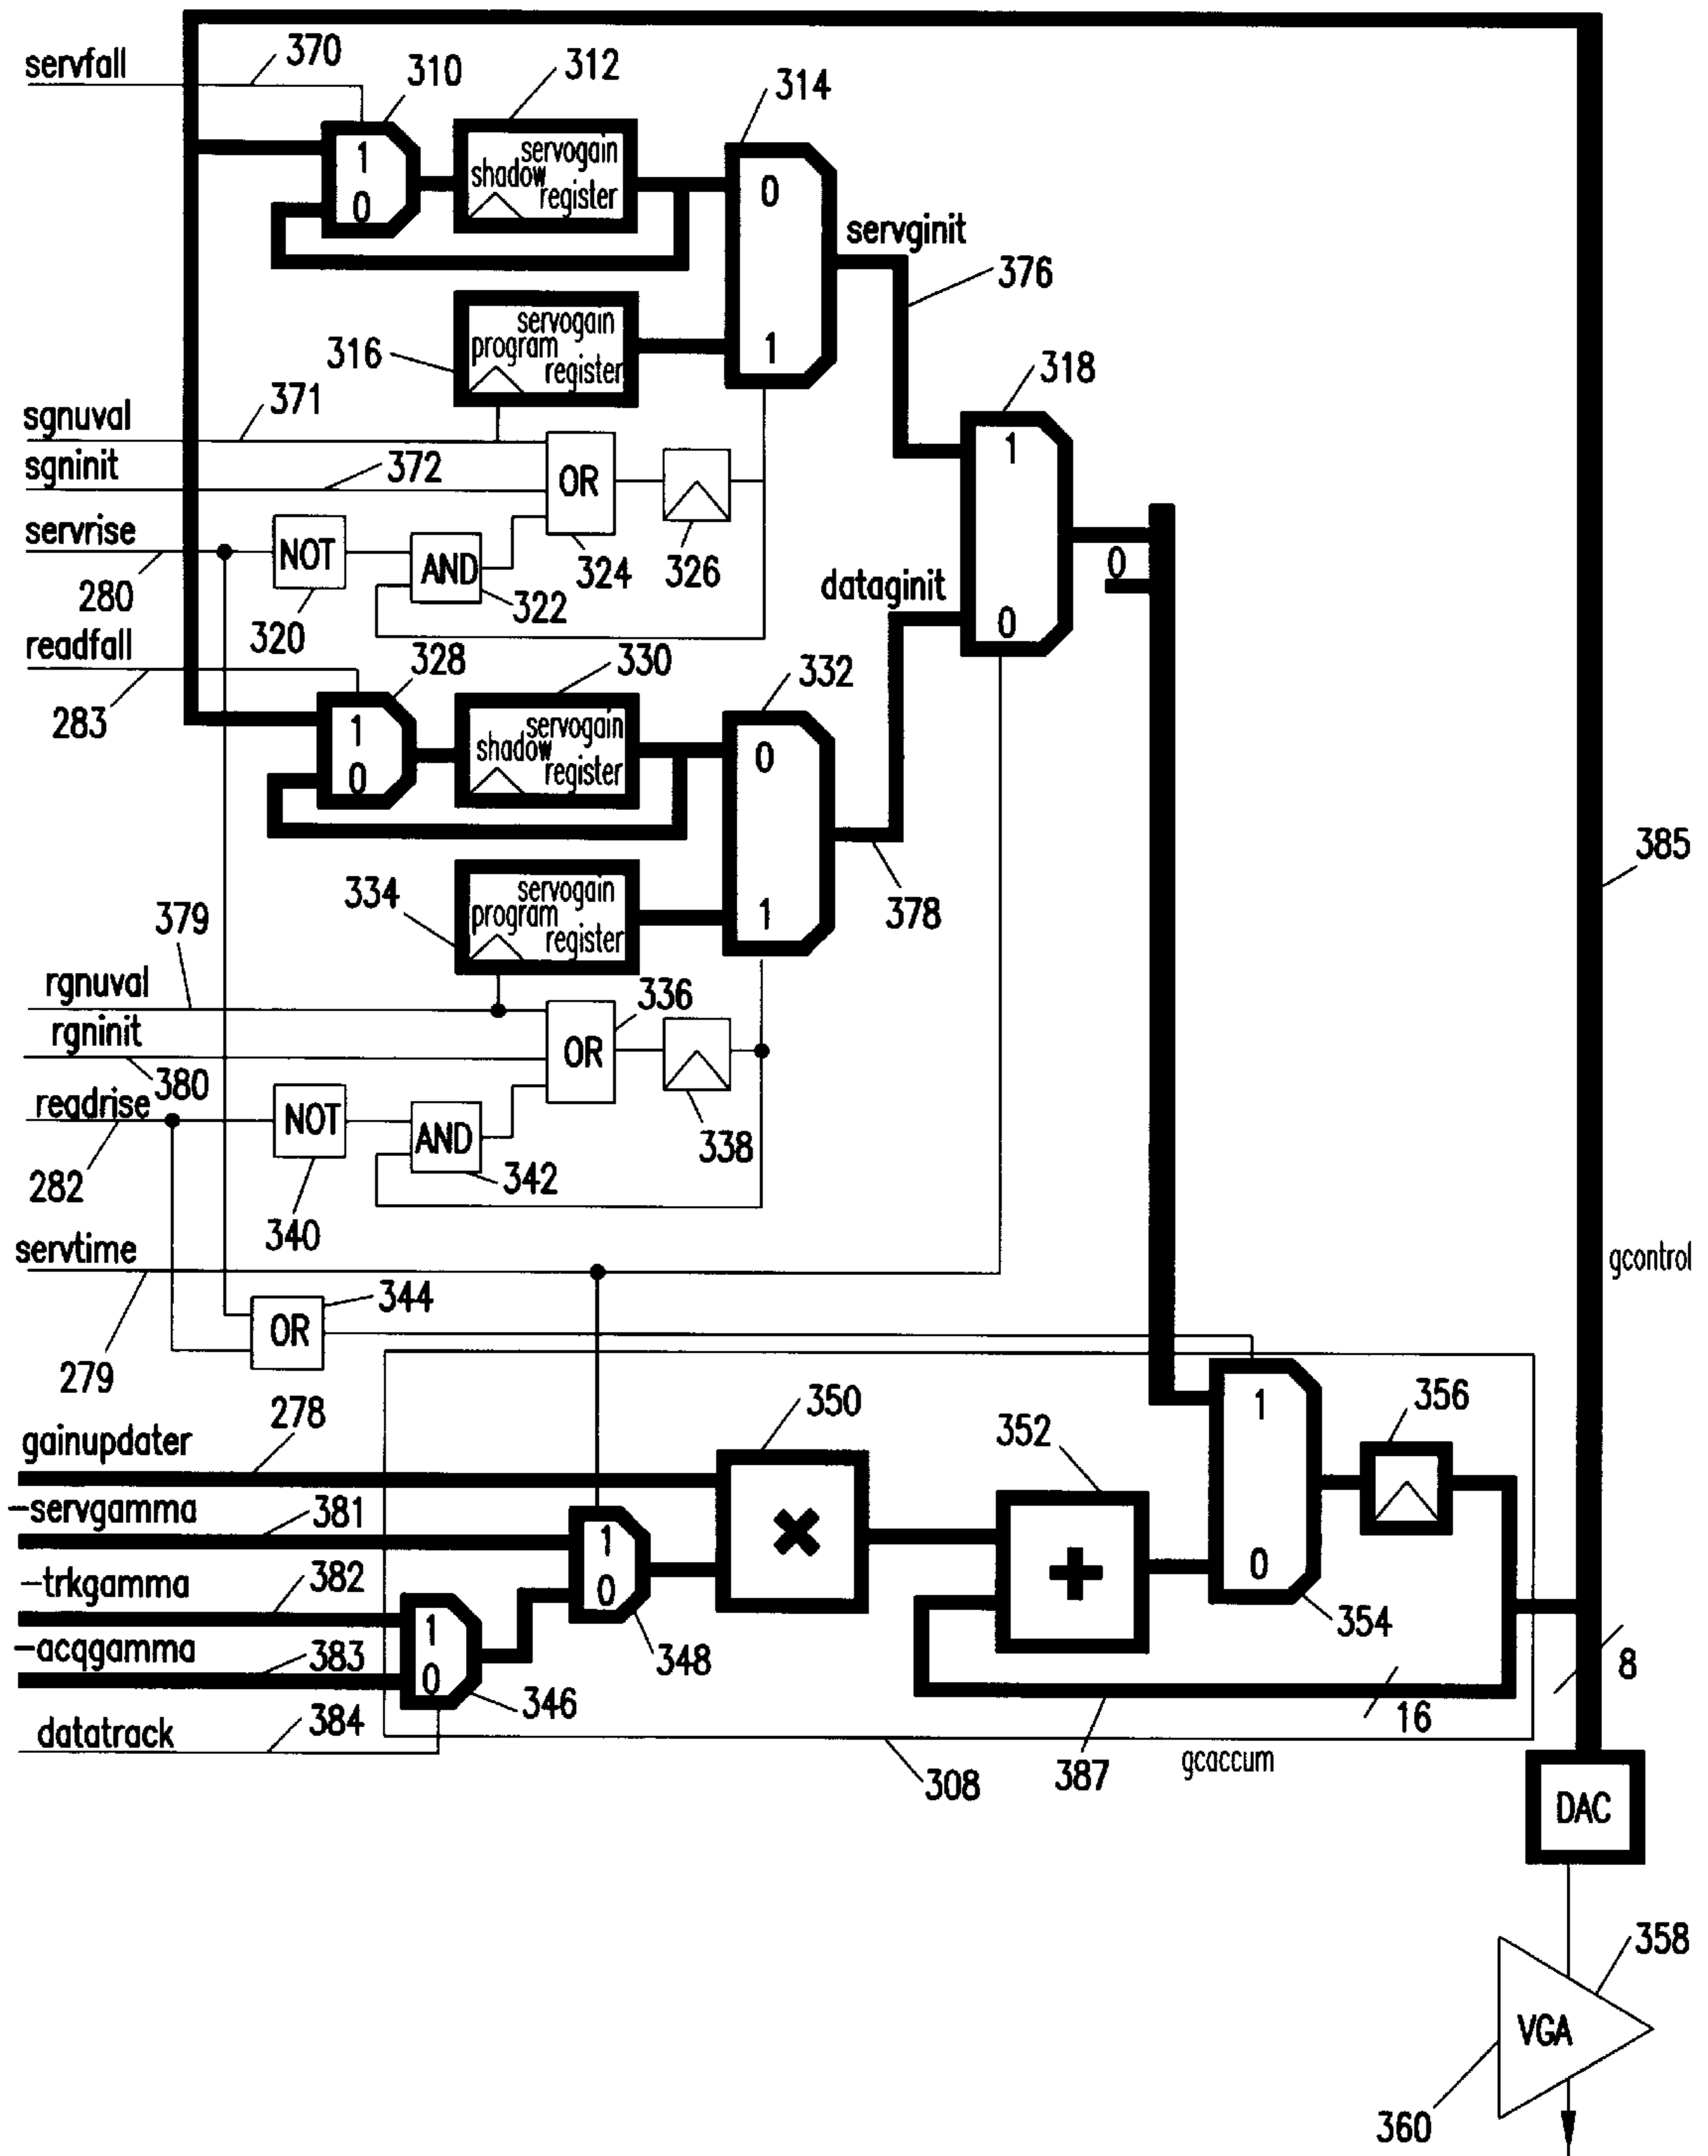 servfall
370
310
312
314
1
0
shadow
servogain
register
0
1
servginit
376
316
program
servogain
register
318
1
0
sgnuval
371
sgninit
372
OR
324
326
servrise
280
NOT
320
AND
322
dataginit
0
readfall
283
328
330
332
1
0
shadow
servogain
register
0
1
378
385
334
program
servogain
register
379
rgnuval
rgninit
380
336
OR
338
readrise
282
NOT
340
AND
342
servtime
279
344
OR
gcontrol
278
gainupdater
-servgamma
381
-trkgamma
382
-acqgamma
383
datatrack
384
1
0
346
1
0
348
350
×
352
+
1
0
354
356
16
8
387
gcaccum
308
DAC
358
VGA
360